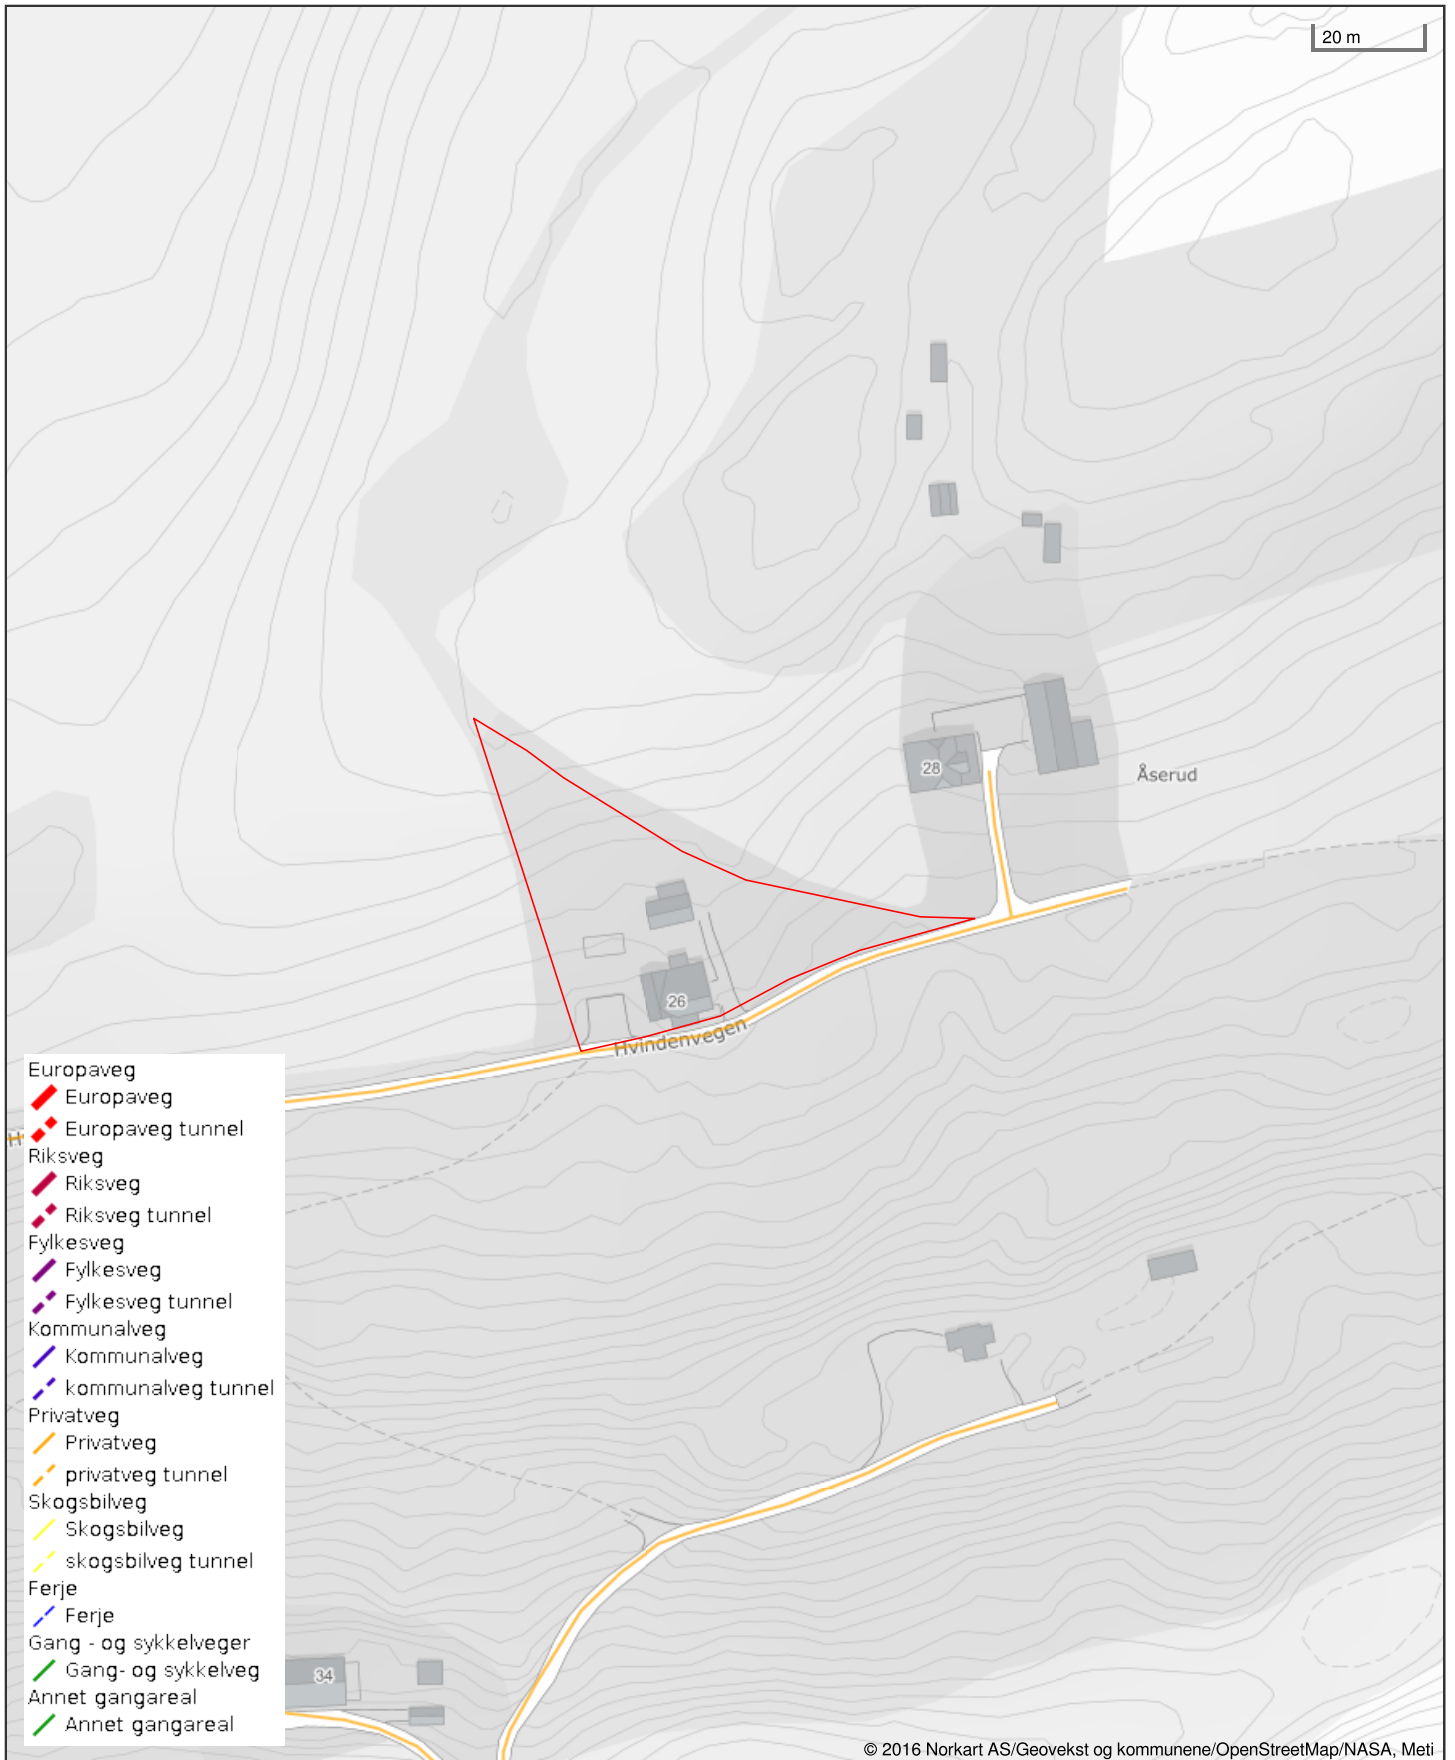 20 m
28
Åserud
26
Hvindenvegen
Europaveg
Europaveg
Europaveg tunnel
H
Riksveg
Riksveg
Riksveg tunnel
Fylkesveg
Fylkesveg
Fylkesveg tunnel
Kommunalveg
Kommunalveg
kommunalveg tunnel
Privatveg
Privatveg
privatveg tunnel
Skogsbilveg
Skogsbilveg
skogsbilveg tunnel
Ferje
Ferje
Gang - og sykkelveger
Gang- og sykkelveg
34
Annet gangareal
Annet gangareal
© 2016 Norkart AS/Geovekst og kommunene/OpenStreetMap/NASA, Meti